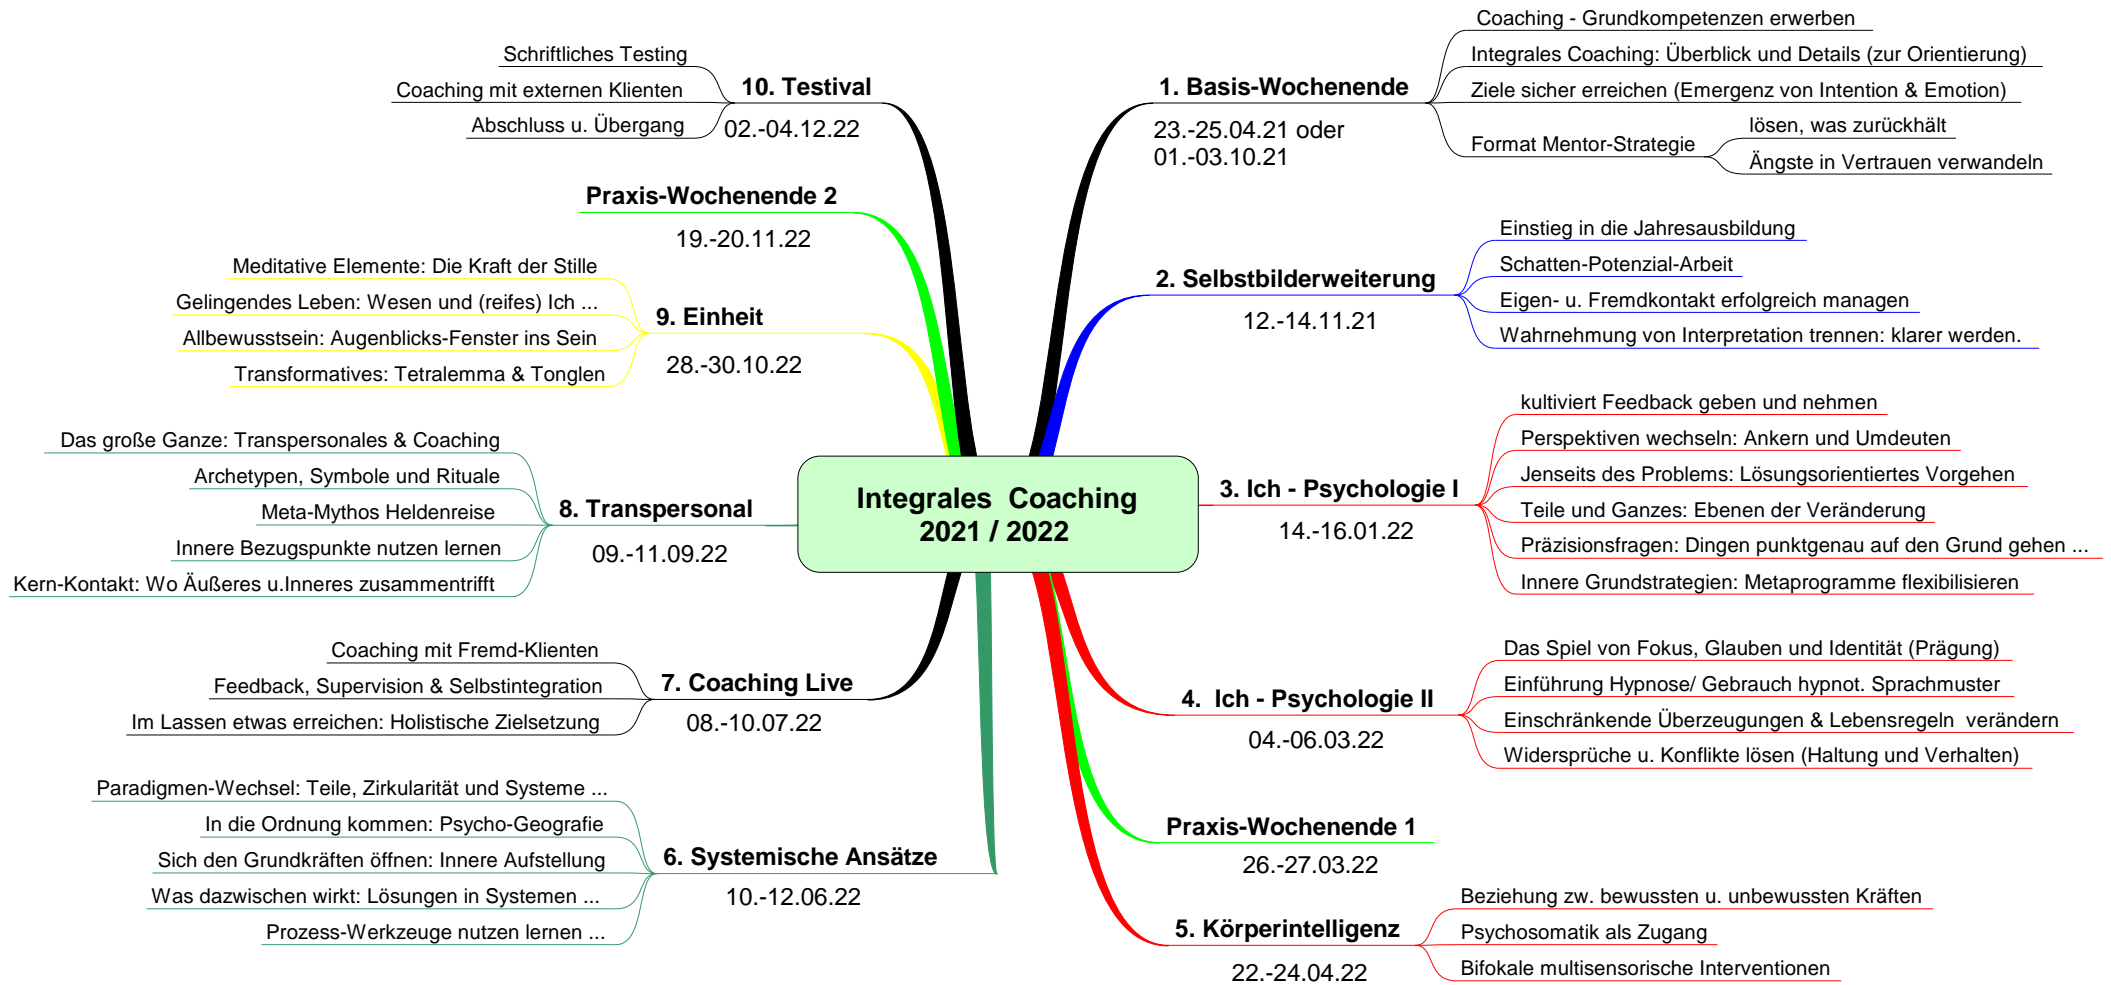 Integrales  Coaching
2021 / 2022
1. Basis-Wochenende
23.-25.04.21 oder
01.-03.10.21
Coaching - Grundkompetenzen erwerben
Integrales Coaching: Überblick und Details (zur Orientierung)
Ziele sicher erreichen (Emergenz von Intention & Emotion)
Format Mentor-Strategie
lösen, was zurückhält
Ängste in Vertrauen verwandeln
2. Selbstbilderweiterung
12.-14.11.21
Einstieg in die Jahresausbildung
Schatten-Potenzial-Arbeit
Eigen- u. Fremdkontakt erfolgreich managen
Wahrnehmung von Interpretation trennen: klarer werden.
3. Ich - Psychologie I
14.-16.01.22
kultiviert Feedback geben und nehmen
Perspektiven wechseln: Ankern und Umdeuten
Jenseits des Problems: Lösungsorientiertes Vorgehen
Teile und Ganzes: Ebenen der Veränderung
Präzisionsfragen: Dingen punktgenau auf den Grund gehen ...
Innere Grundstrategien: Metaprogramme flexibilisieren
4.  Ich - Psychologie II
04.-06.03.22
Das Spiel von Fokus, Glauben und Identität (Prägung)
Einführung Hypnose/ Gebrauch hypnot. Sprachmuster
Einschränkende Überzeugungen & Lebensregeln  verändern
Widersprüche u. Konflikte lösen (Haltung und Verhalten)
Praxis-Wochenende 1
26.-27.03.22
5. Körperintelligenz
22.-24.04.22
Beziehung zw. bewussten u. unbewussten Kräften
Psychosomatik als Zugang
Bifokale multisensorische Interventionen
6. Systemische Ansätze
10.-12.06.22
Paradigmen-Wechsel: Teile, Zirkularität und Systeme ...
In die Ordnung kommen: Psycho-Geografie
Sich den Grundkräften öffnen: Innere Aufstellung
Was dazwischen wirkt: Lösungen in Systemen ...
Prozess-Werkzeuge nutzen lernen ...
7. Coaching Live
08.-10.07.22
Coaching mit Fremd-Klienten
Feedback, Supervision & Selbstintegration
Im Lassen etwas erreichen: Holistische Zielsetzung
8. Transpersonal
09.-11.09.22
Das große Ganze: Transpersonales & Coaching
Archetypen, Symbole und Rituale
Meta-Mythos Heldenreise
Innere Bezugspunkte nutzen lernen
Kern-Kontakt: Wo Äußeres u.Inneres zusammentrifft
9. Einheit
28.-30.10.22
Meditative Elemente: Die Kraft der Stille
Gelingendes Leben: Wesen und (reifes) Ich ...
Allbewusstsein: Augenblicks-Fenster ins Sein
Transformatives: Tetralemma & Tonglen
Praxis-Wochenende 2
19.-20.11.22
10. Testival
02.-04.12.22
Schriftliches Testing
Coaching mit externen Klienten
Abschluss u. Übergang